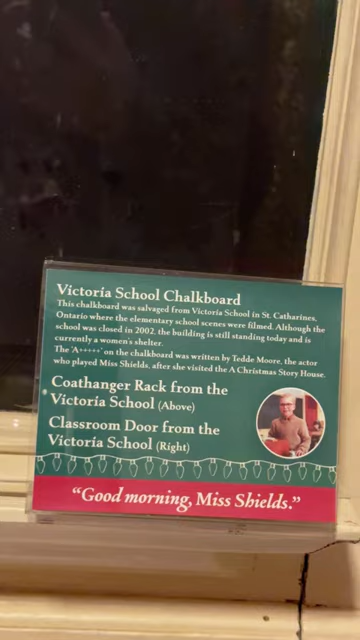 Victoria School Chalkboard
This chalkboard was salvaged from Victoria School in St. Catharines,
Ontario where the elementary school scenes were filmed. Although the
school was closed in 2002, the building is still standing today and is
currently a women's shelter.
The 'A+++++' on the chalkboard was written by Tedde Moore, the actor
who played Miss Shields, after she visited the A Christmas Story House.
Coathanger Rack from the
Victoria School (Above)
Classroom Door from the
Victoria School (Right)
"Good morning, Miss Shields."